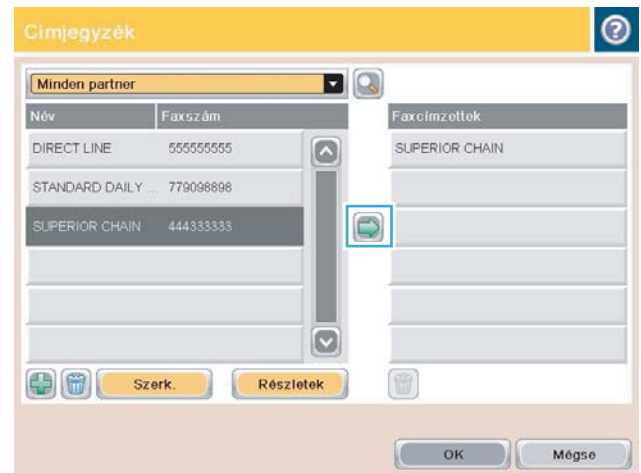 Címjegyzék
Minden partner
Név Faxszám Faxcímzettek
DIRECT LINE 555555555 SUPERIOR CHAIN
STANDARD DAILY ... 779098898
SUPERIOR CHAIN 444333333
Szerk. Részletek
OK Mégse